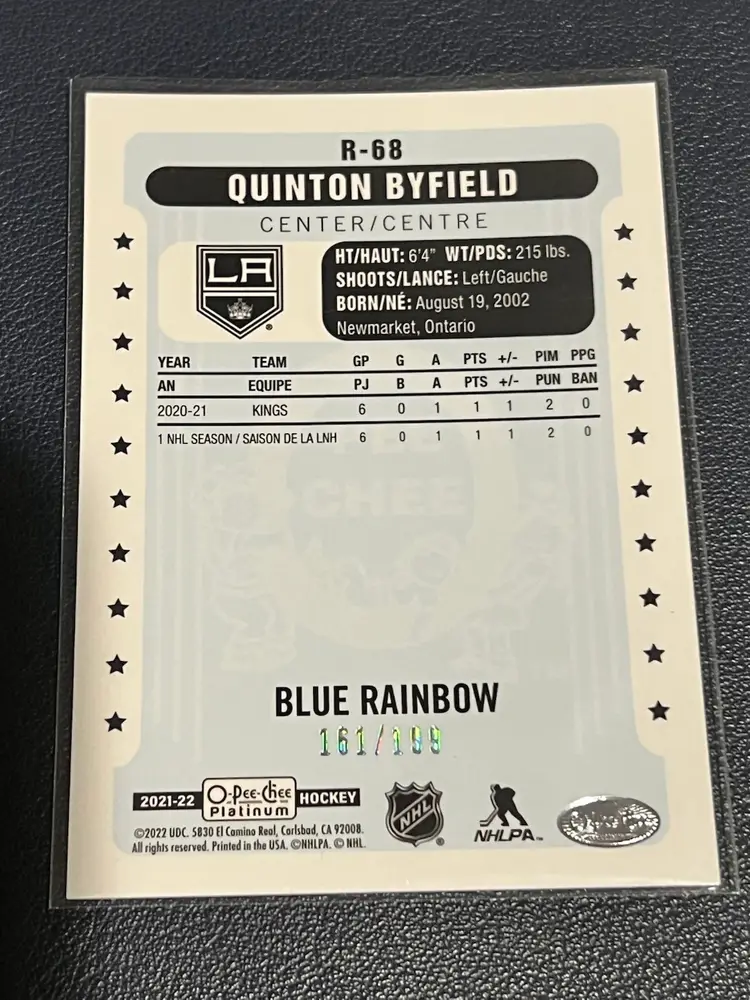 R-68
QUINTON BYFIELD
CENTER/CENTRE
LA
HT/HAUT: 6'4" WT/PDS: 215 lbs.
SHOOTS/LANCE: Left/Gauche
BORN/NÉ: August 19, 2002
Newmarket, Ontario
YEAR TEAM GP G A PTS +/- PIM PPG
AN EQUIPE PJ B A PTS +/- PUN BAN
2020-21 KINGS 6 0 1 1 1 2 0
1 NHL SEASON / SAISON DE LA LNH 6 0 1 1 1 2 0
PEE
CHEE
BLUE RAINBOW
161/199
2021-22 O-Pee-Chee Platinum HOCKEY
©2022 UDC. 5830 El Camino Real, Carlsbad, CA 92008.
All rights reserved. Printed in the USA. ©NHLPA. © NHL.
NHL
NHLPA